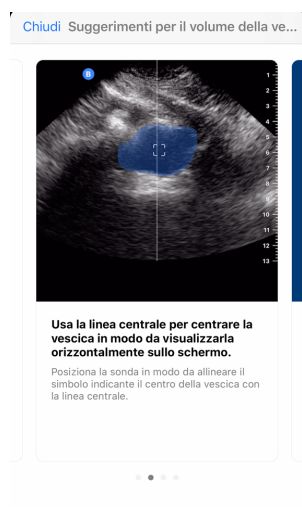 Chiudi Suggerimenti per il volume della ve...
B
1
2
3
4
5
6
7
8
9
10
11
12
13
Usa la linea centrale per centrare la
vescica in modo da visualizzarla
orizzontalmente sullo schermo.
Posiziona la sonda in modo da allineare il
simbolo indicante il centro della vescica con
la linea centrale.